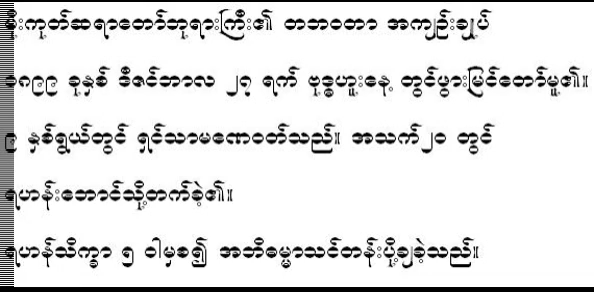 မိုးကုတ်ဆရာတော်ဘုရားကြီး၏ တဘဝတာ အကျဉ်းချုပ်
၁၈၉၉ ခုနှစ် ဒီဇင်ဘာလ ၂၇ ရက် ဗုဒ္ဓဟူးနေ့ တွင်ဖွားမြင်တော်မူ၏။
၉ နှစ်ရွယ်တွင် ရှင်သာမဏေဝတ်သည်။ အသက်၂၀ တွင်
ရဟန်းဘောင်သို့တက်ခဲ့၏။
ရဟန်သိက္ခာ ၅ ဝါမှစ၍ အဘိဓမ္မာသင်တန်းပို့ချခဲ့သည်။